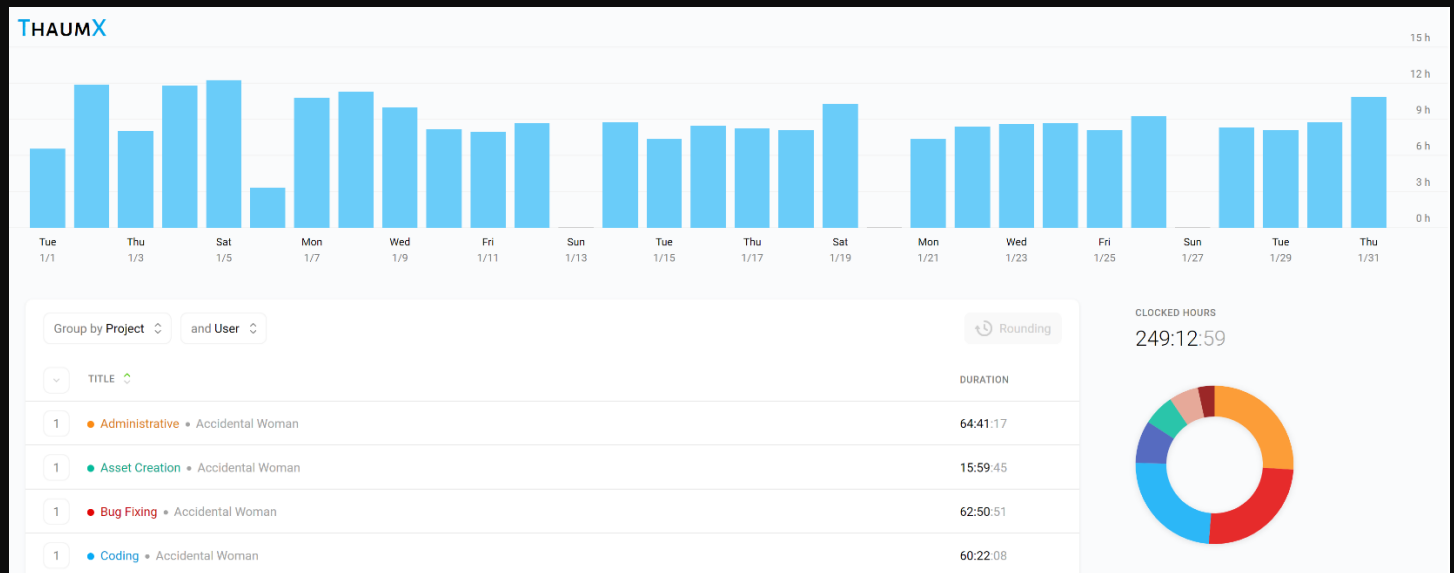 THAUMX
15 h
12 h
9 h
6 h
3 h
0 h
Tue Thu Sat Mon Wed Fri Sun Tue Thu Sat Mon Wed Fri Sun Tue Thu
1/1 1/3 1/5 1/7 1/9 1/11 1/13 1/15 1/17 1/19 1/21 1/23 1/25 1/27 1/29 1/31
Group by Project and User Rounding
TITLE DURATION
1 Administrative • Accidental Woman 64:41:17
1 Asset Creation • Accidental Woman 15:59:45
1 Bug Fixing • Accidental Woman 62:50:51
1 Coding • Accidental Woman 60:22:08
CLOCKED HOURS
249:12:59